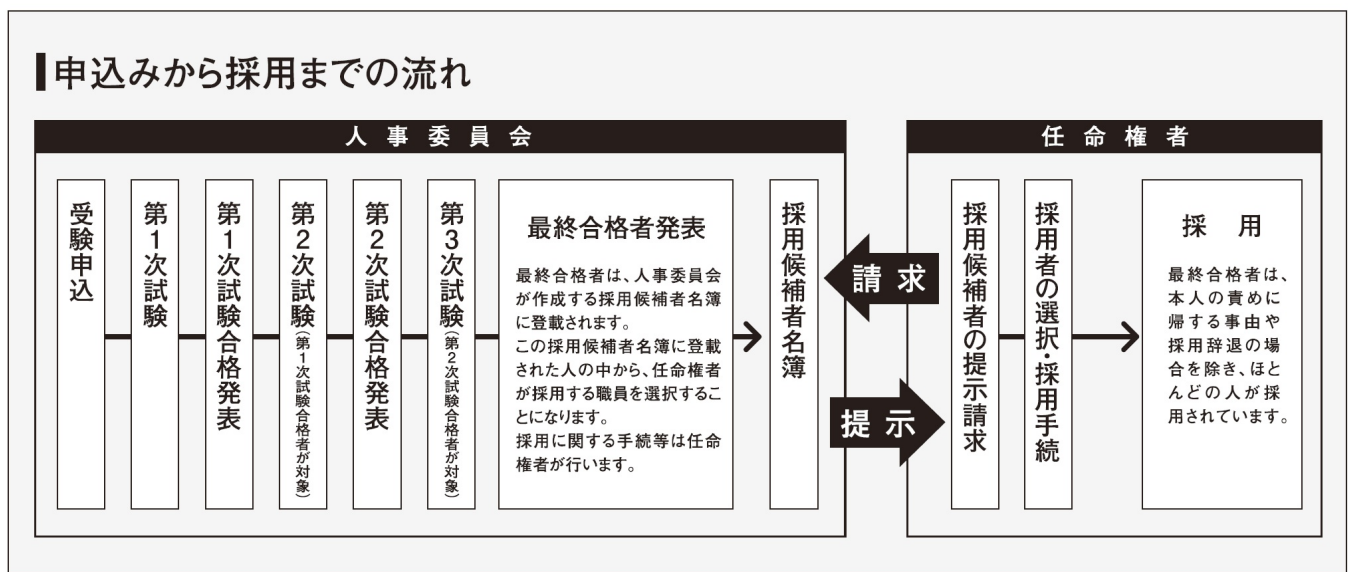 申込みから採用までの流れ
人事委員会
受験申込
第1次試験
第1次試験合格発表
第2次試験(第1次試験合格者が対象)
第2次試験合格発表
第3次試験(第2次試験合格者が対象)
最終合格者発表
最終合格者は、人事委員会
が作成する採用候補者名簿
に登載されます。
この採用候補者名簿に登載
された人の中から、任命権者
が採用する職員を選択するこ
とになります。
採用に関する手続等は任命
権者が行います。
採用候補者名簿
請求
提示
任命権者
採用候補者の提示請求
採用者の選択・採用手続
採用
最終合格者は、
本人の責めに
帰する事由や
採用辞退の場
合を除き、ほと
んどの人が採
用されています。